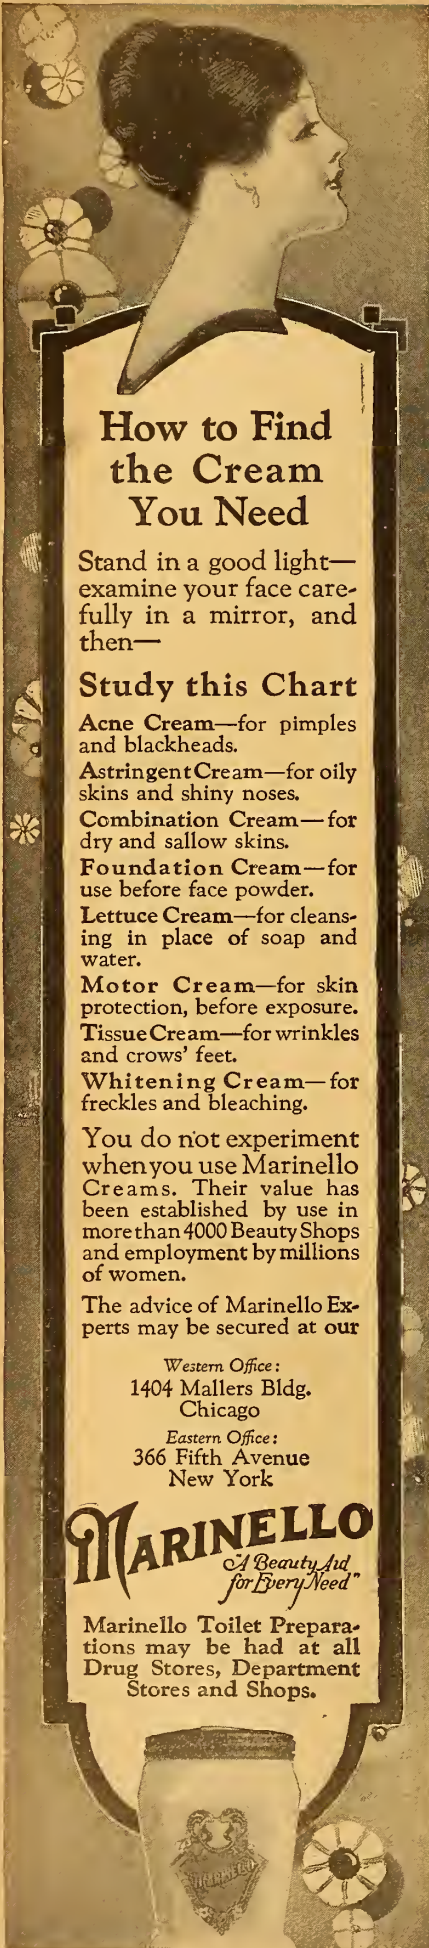 How to Find
the Cream
You Need
Stand in a good light—
examine your face care-
fully in a mirror, and
then—
Study this Chart
Acne Cream—for pimples
and blackheads.
Astringent Cream—for oily
skins and shiny noses.
Combination Cream—for
dry and sallow skins.
Foundation Cream—for
use before face powder.
Lettuce Cream—for cleans-
ing in place of soap and
water.
Motor Cream—for skin
protection, before exposure.
Tissue Cream—for wrinkles
and crows' feet.
Whitening Cream—for
freckles and bleaching.
You do not experiment
when you use Marinello
Creams. Their value has
been established by use in
more than 4000 Beauty Shops
and employment by millions
of women.
The advice of Marinello Ex-
perts may be secured at our
Western Office:
1404 Mallers Bldg.
Chicago
Eastern Office:
366 Fifth Avenue
New York
MARINELLO
"A Beauty Aid
for Every Need"
Marinello Toilet Prepara-
tions may be had at all
Drug Stores, Department
Stores and Shops.
MARINELLO